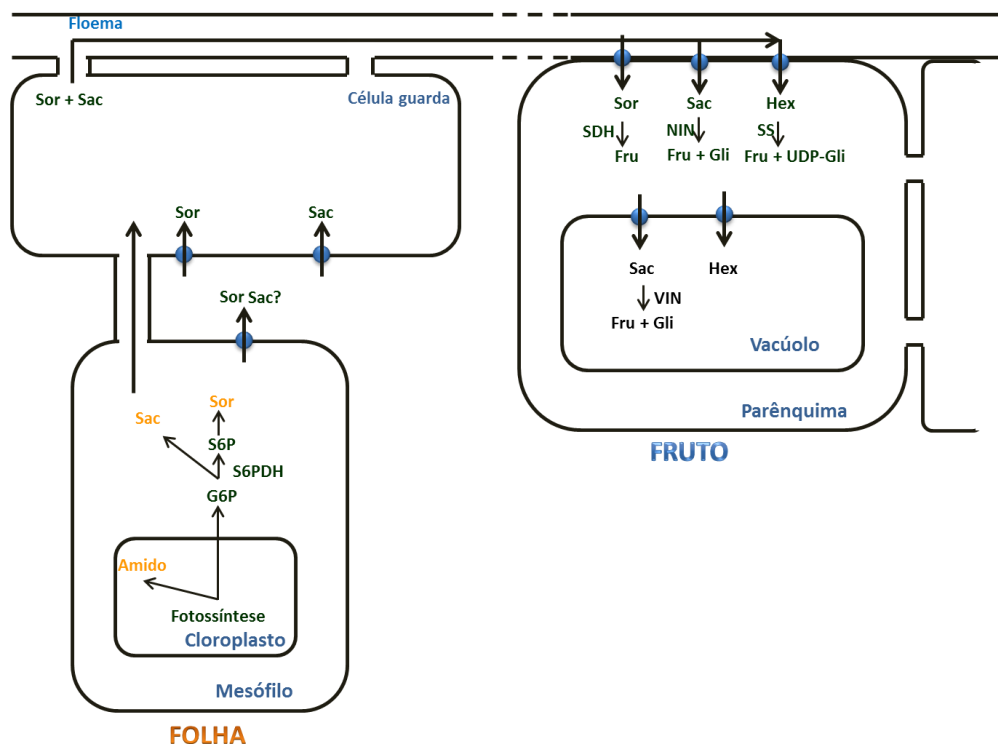 Floema
Sor + Sac
Célula guarda
Sor
Sac
Sor Sac?
Sor
Sac
S6P
S6PDH
G6P
Amido
Fotossíntese
Cloroplasto
Mesófilo
FOLHA
Sor
Sac
Hex
SDH
NIN
SS
Fru
Fru + Gli
Fru + UDP-Gli
Sac
Hex
VIN
Fru + Gli
Vacúolo
Parênquima
FRUTO